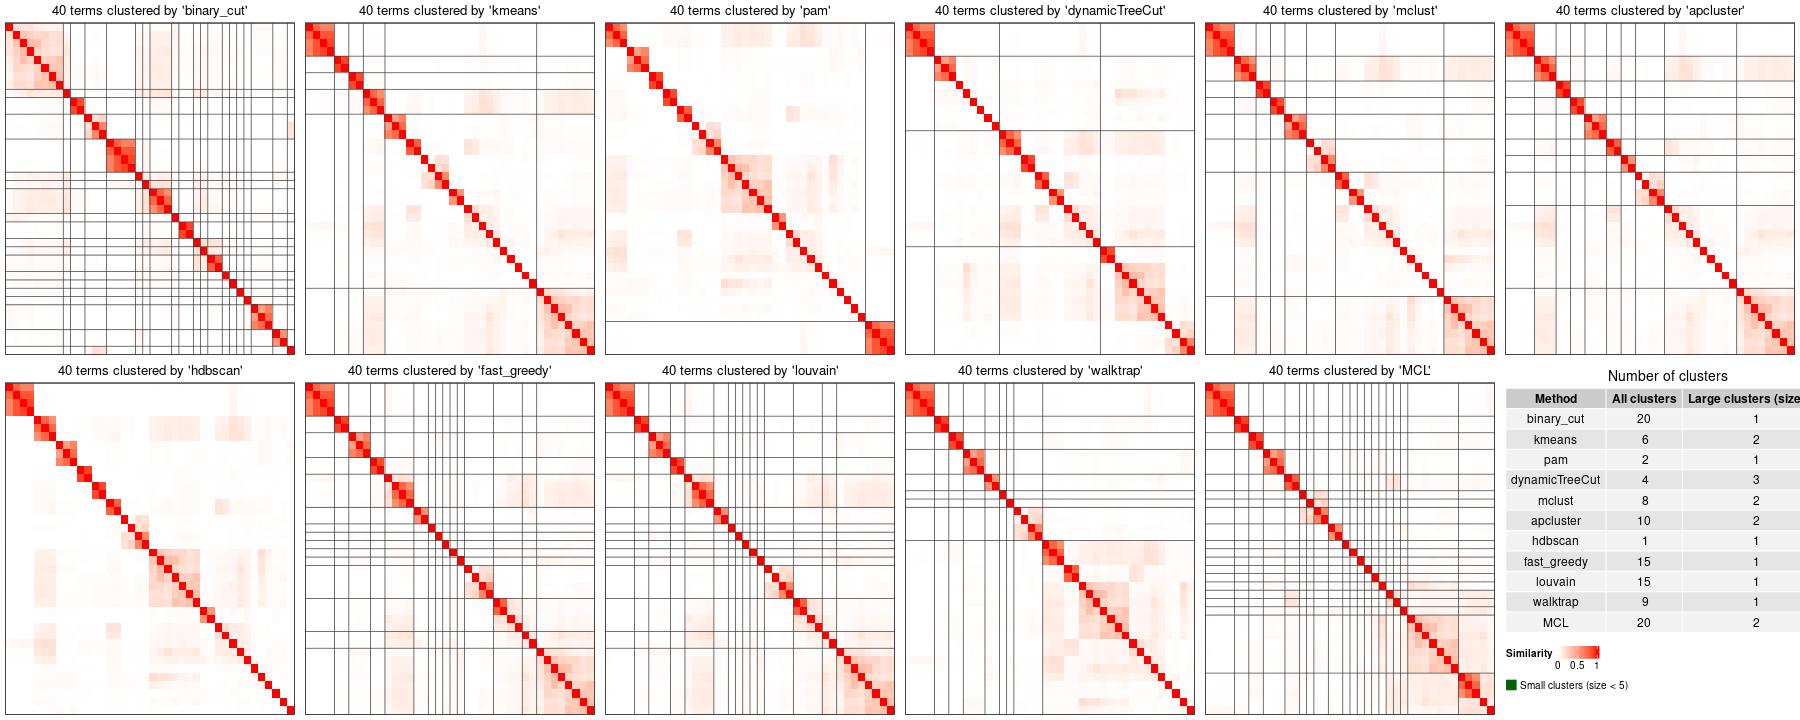 40 terms clustered by 'binary_cut'
40 terms clustered by 'kmeans'
40 terms clustered by 'pam'
40 terms clustered by 'dynamicTreeCut'
40 terms clustered by 'mclust'
40 terms clustered by 'apcluster'
40 terms clustered by 'hdbscan'
40 terms clustered by 'fast_greedy'
40 terms clustered by 'louvain'
40 terms clustered by 'walktrap'
40 terms clustered by 'MCL'
Number of clusters
Method All clusters Large clusters (size
binary_cut 20 1
kmeans 6 2
pam 2 1
dynamicTreeCut 4 3
mclust 8 2
apcluster 10 2
hdbscan 1 1
fast_greedy 15 1
louvain 15 1
walktrap 9 1
MCL 20 2
Similarity
0 0.5 1
Small clusters (size < 5)